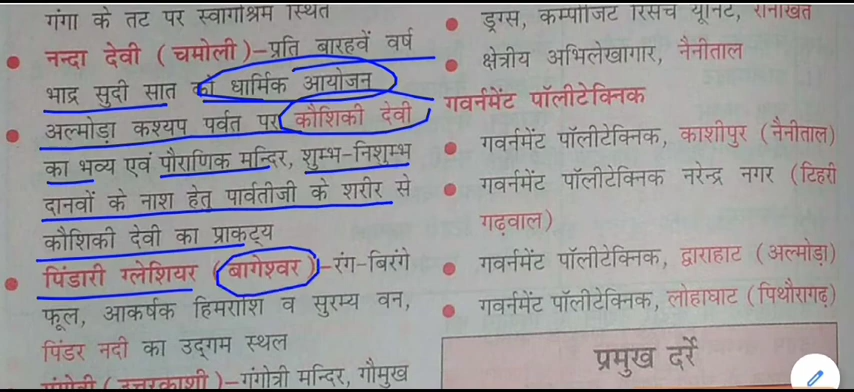 गंगा के तट पर स्वर्गाश्रम स्थित
नन्दा देवी (चमोली)–प्रति बारहवें वर्ष
भाद्र सुदी सात को धार्मिक आयोजन
अल्मोड़ा कश्यप पर्वत पर कौशिकी देवी
का भव्य एवं पौराणिक मन्दिर, शुम्भ-निशुम्भ
दानवों के नाश हेतु पार्वतीजी के शरीर से
कौशिकी देवी का प्राकट्य
पिंडारी ग्लेशियर (बागेश्वर)–रंग-बिरंगे
फूल, आकर्षक हिमराशि व सुरम्य वन,
पिंडर नदी का उद्गम स्थल
गंगोत्री (उत्तरकाशी)–गंगोत्री मन्दिर, गौमुख
ड्रग्स, कम्पोजिट रिसर्च यूनिट, रानीखेत
क्षेत्रीय अभिलेखागार, नैनीताल
गवर्नमेंट पॉलीटेक्निक
गवर्नमेंट पॉलीटेक्निक, काशीपुर (नैनीताल)
गवर्नमेंट पॉलीटेक्निक नरेन्द्र नगर (टिहरी
गढ़वाल)
गवर्नमेंट पॉलीटेक्निक, द्वाराहाट (अल्मोड़ा)
गवर्नमेंट पॉलीटेक्निक, लोहाघाट (पिथौरागढ़)
प्रमुख दर्रे